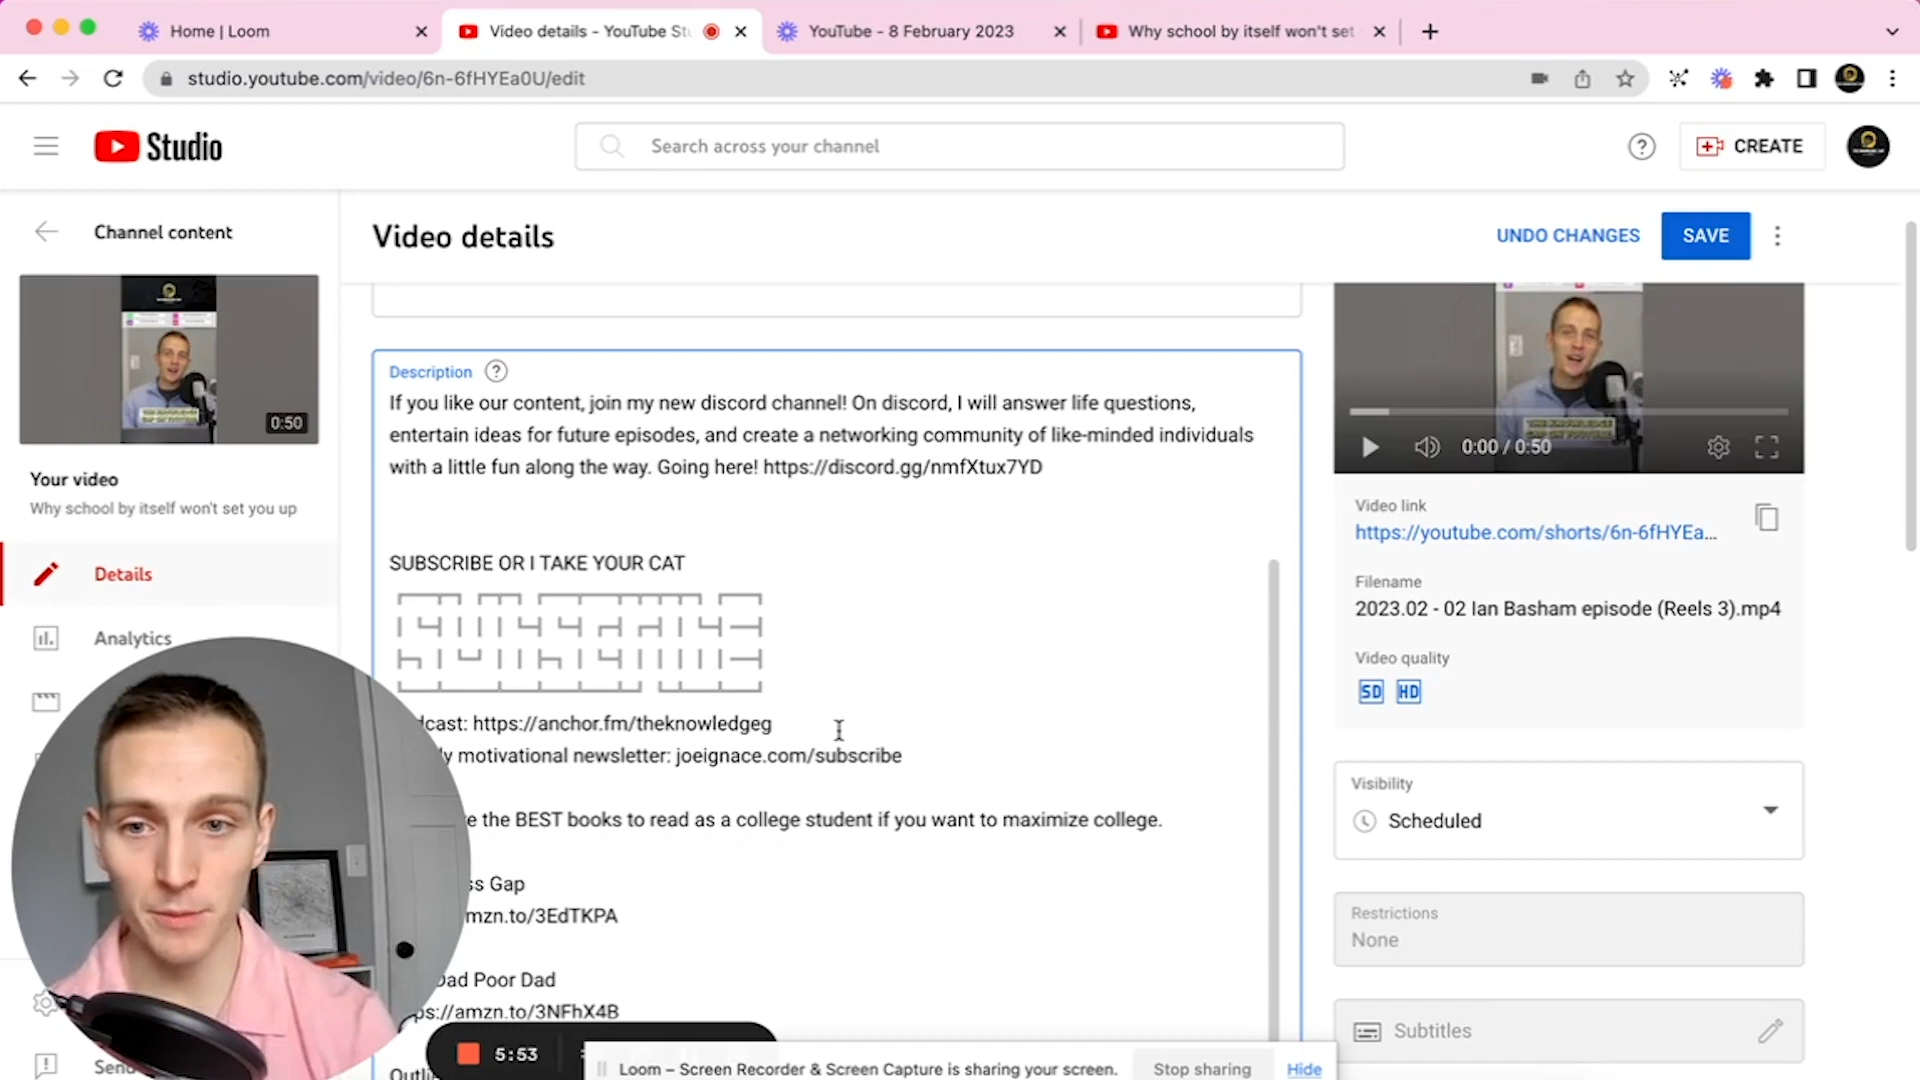 Home | Loom
Video details - YouTube Stu
YouTube - 8 February 2023
Why school by itself won't set
studio.youtube.com/video/6n-6fHYEa0U/edit
Studio
Search across your channel
CREATE
Channel content
Video details
UNDO CHANGES
SAVE
0:50
Your video
Why school by itself won't set you up
Details
Analytics
Description
If you like our content, join my new discord channel! On discord, I will answer life questions,
entertain ideas for future episodes, and create a networking community of like-minded individuals
with a little fun along the way. Going here! https://discord.gg/nmfXtux7YD
SUBSCRIBE OR I TAKE YOUR CAT
dcast: https://anchor.fm/theknowledgeg
y motivational newsletter: joeignace.com/subscribe
e the BEST books to read as a college student if you want to maximize college.
ss Gap
mzn.to/3EdTKPA
ad Poor Dad
ps://amzn.to/3NFhX4B
Outli
0:00 / 0:50
Video link
https://youtube.com/shorts/6n-6fHYEa...
Filename
2023.02 - 02 Ian Basham episode (Reels 3).mp4
Video quality
SD HD
Visibility
Scheduled
Restrictions
None
Subtitles
Send
5:53
Loom – Screen Recorder & Screen Capture is sharing your screen.
Stop sharing
Hide